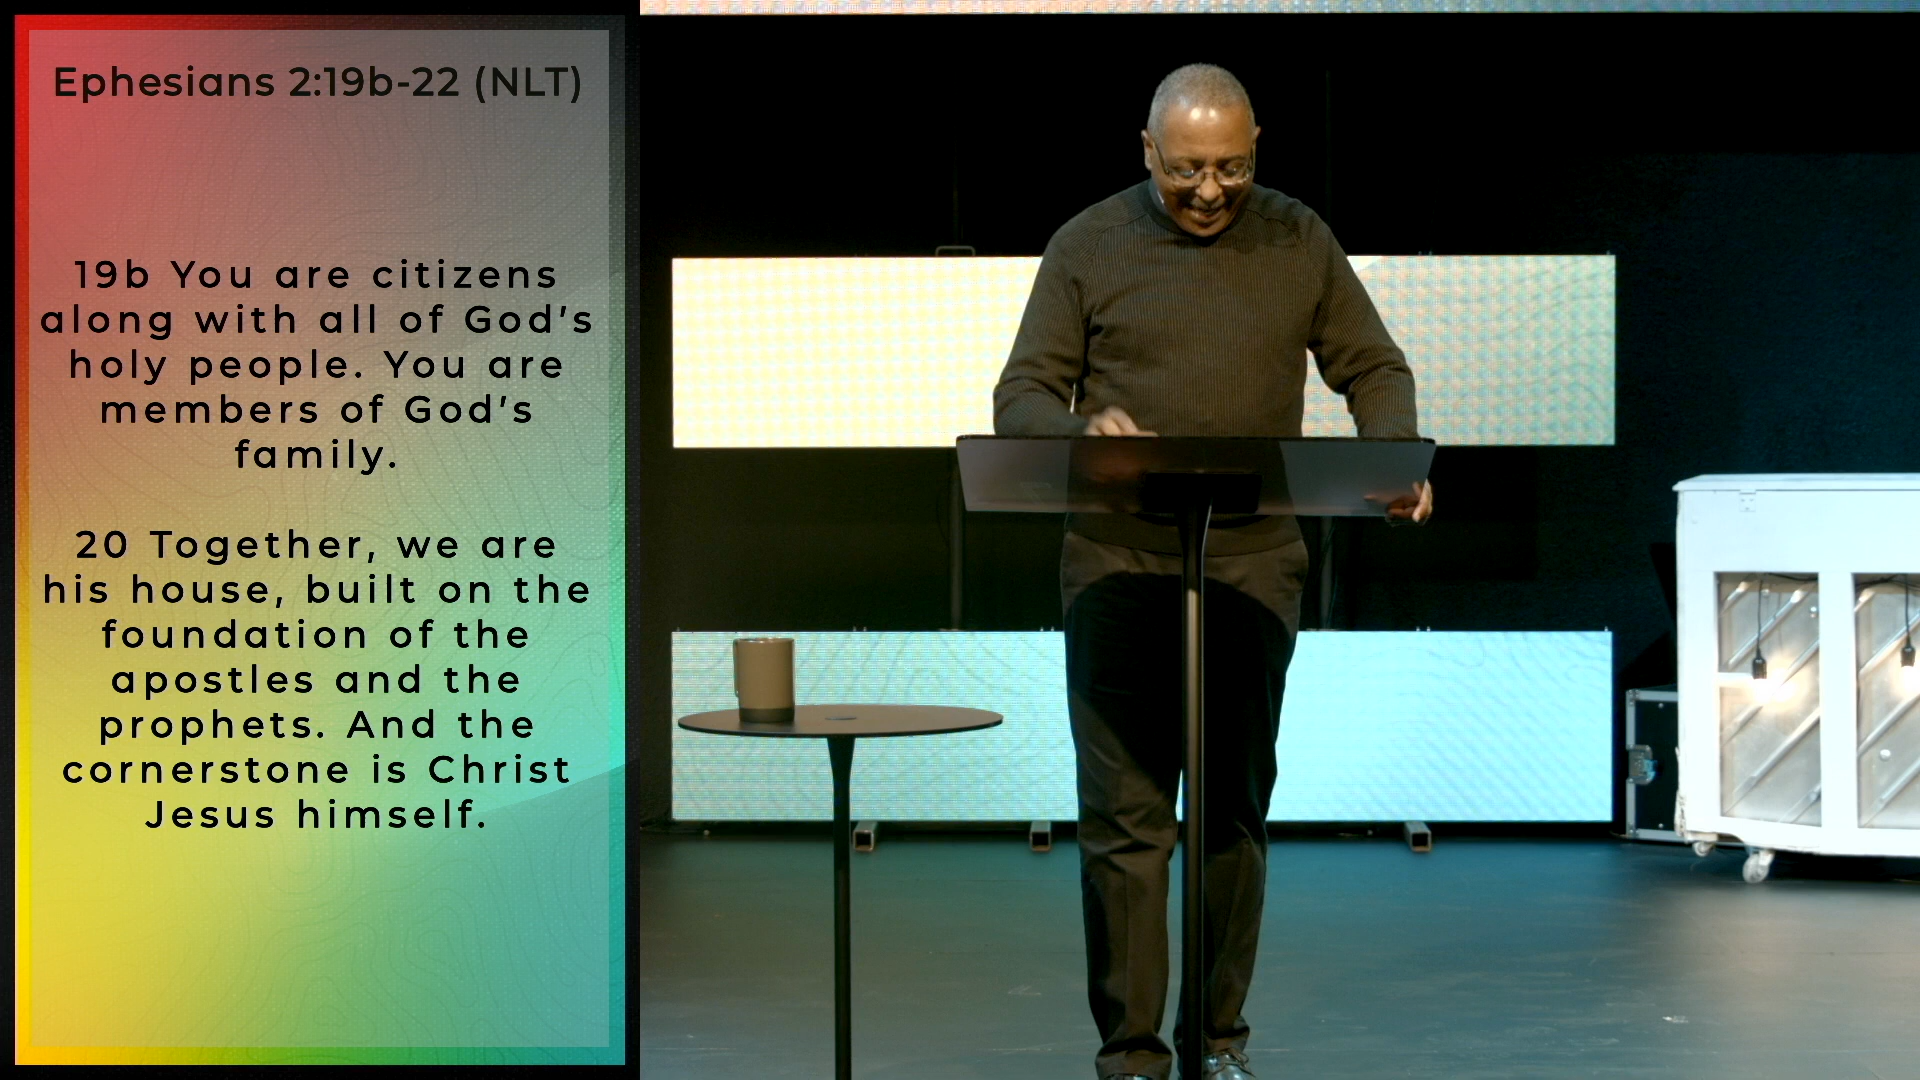 Ephesians 2:19b-22 (NLT)
19b You are citizens
along with all of God's
holy people. You are
members of God's
family.
20 Together, we are
his house, built on the
foundation of the
apostles and the
prophets. And the
cornerstone is Christ
Jesus himself.